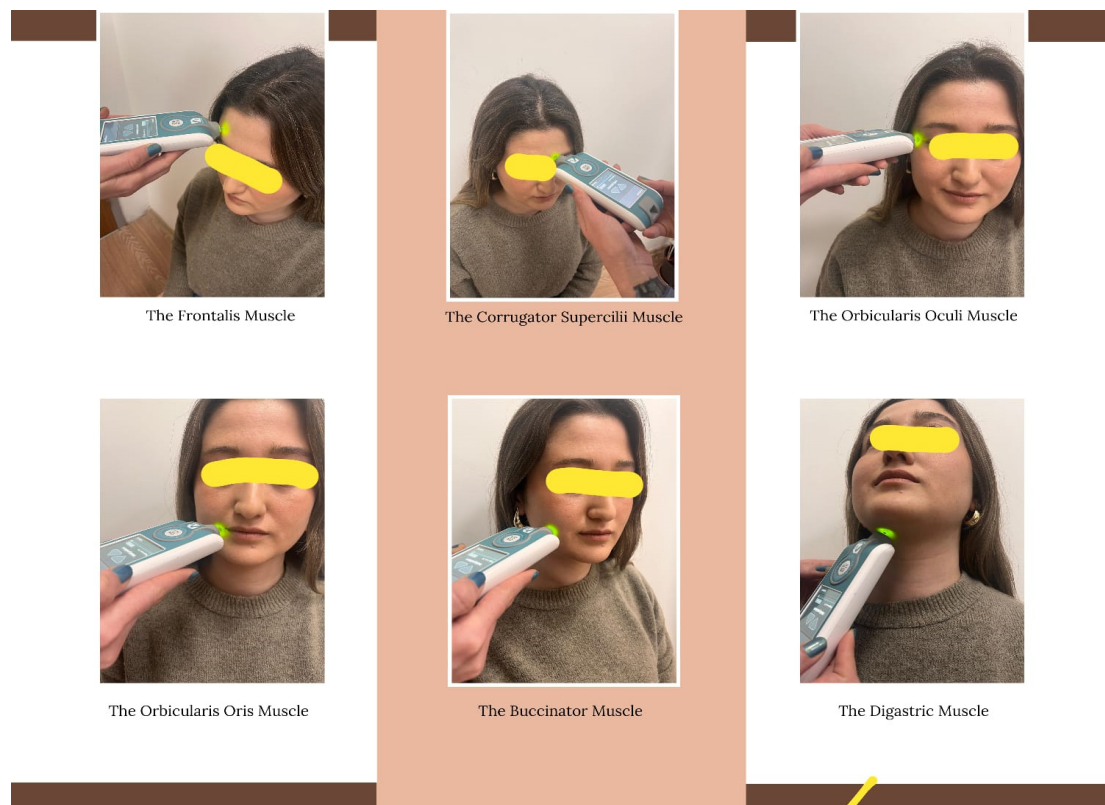 The Frontalis Muscle
The Corrugator Supercilii Muscle
The Orbicularis Oculi Muscle
The Orbicularis Oris Muscle
The Buccinator Muscle
The Digastric Muscle